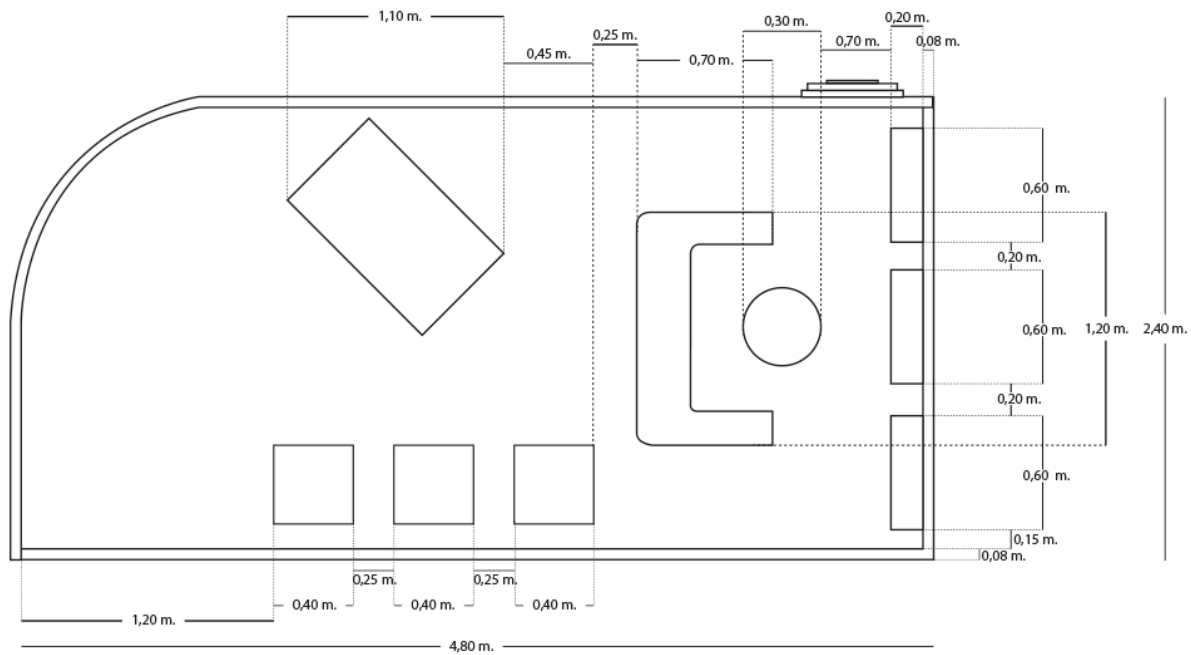 1,10 m.
0,30 m.
0,20 m.
0,25 m.
0,45 m.
0,70 m.
0,70 m.
0,08 m.
0,60 m.
0,20 m.
0,60 m.
1,20 m.
2,40 m.
0,20 m.
0,60 m.
0,15 m.
0,08 m.
0,25 m.
0,25 m.
0,40 m.
0,40 m.
0,40 m.
1,20 m.
4,80 m.